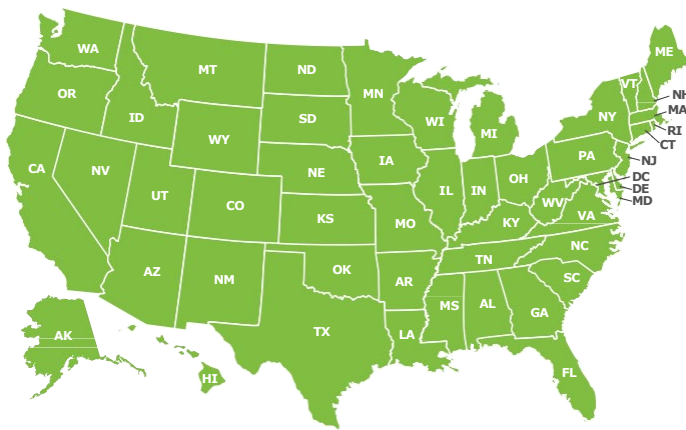 WA
MT
ND
MN
ME
VT
NH
OR
ID
SD
WI
MI
NY
MA
RI
CT
WY
IA
PA
NJ
CA
NV
UT
NE
IL
IN
OH
DC
DE
MD
CO
KS
MO
KY
WV
VA
AZ
NM
OK
AR
TN
NC
SC
TX
LA
MS
AL
GA
FL
AK
HI